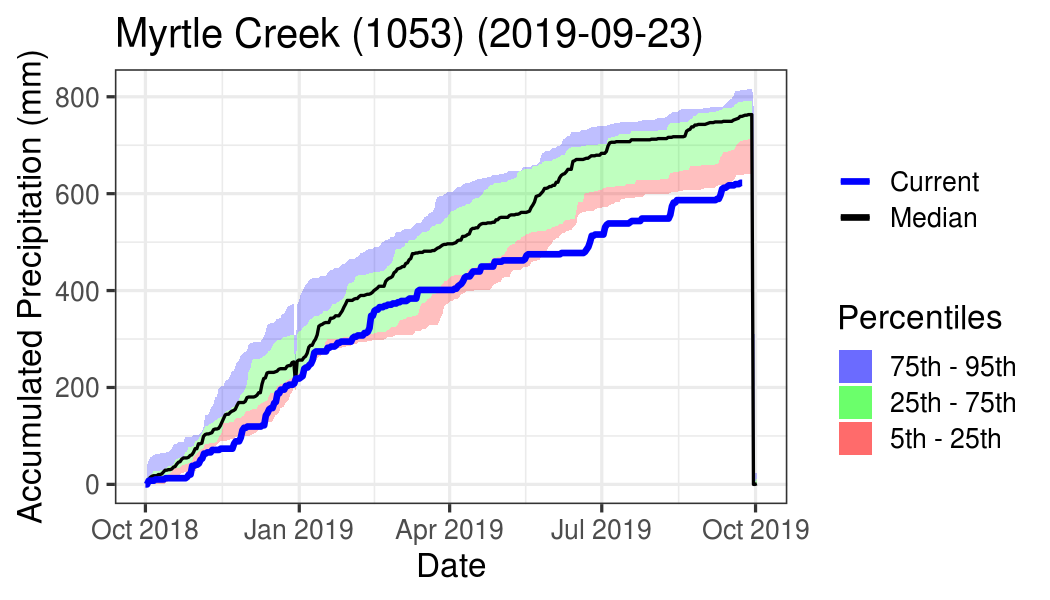 Myrtle Creek (1053) (2019-09-23)
Accumulated Precipitation (mm)
800
600
400
200
0
Oct 2018
Jan 2019
Apr 2019
Jul 2019
Oct 2019
Date
Current
Median
Percentiles
75th - 95th
25th - 75th
5th - 25th